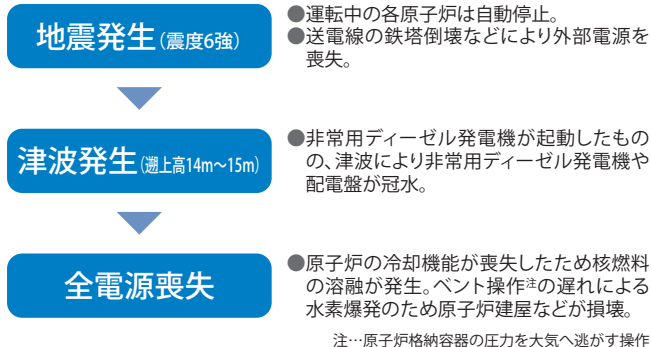 地震発生(震度6強)
●運転中の各原子炉は自動停止。
●送電線の鉄塔倒壊などにより外部電源を
喪失。
津波発生(遡上高14m~15m)
●非常用ディーゼル発電機が起動したもの
の、津波により非常用ディーゼル発電機や
配電盤が冠水。
全電源喪失
●原子炉の冷却機能が喪失したため核燃料
の溶融が発生。ベント操作注の遅れによる
水素爆発のため原子炉建屋などが損壊。
注…原子炉格納容器の圧力を大気へ逃がす操作